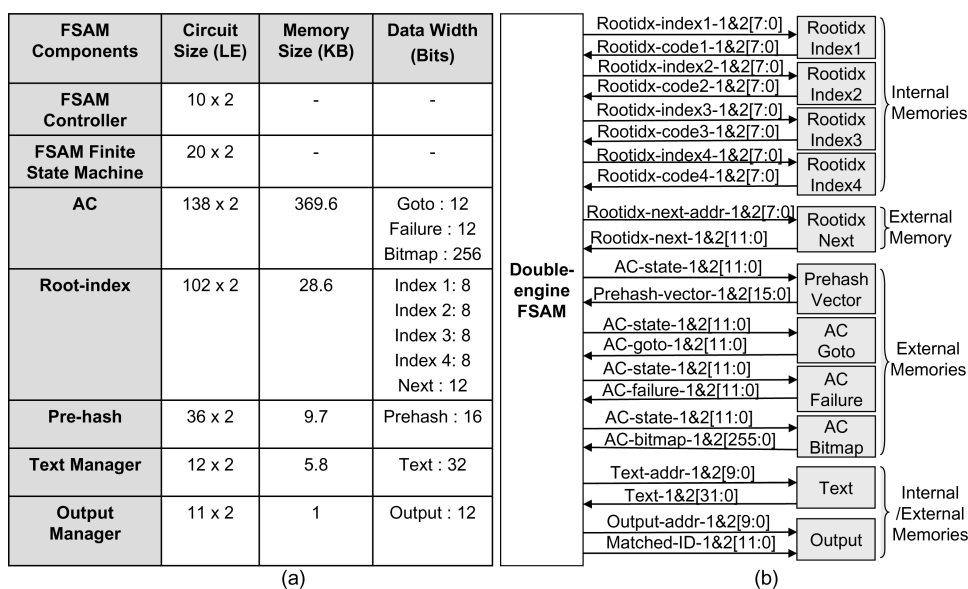 FSAM Components
Circuit Size (LE)
Memory Size (KB)
Data Width (Bits)
FSAM Controller
10 x 2
-
-
FSAM Finite State Machine
20 x 2
-
-
AC
138 x 2
369.6
Goto : 12
Failure : 12
Bitmap : 256
Root-index
102 x 2
28.6
Index 1: 8
Index 2: 8
Index 3: 8
Index 4: 8
Next : 12
Pre-hash
36 x 2
9.7
Prehash : 16
Text Manager
12 x 2
5.8
Text : 32
Output Manager
11 x 2
1
Output : 12
(a)
Double-engine FSAM
Rootidx-index1-1&2[7:0]
Rootidx-code1-1&2[7:0]
Rootidx Index1
Rootidx-index2-1&2[7:0]
Rootidx-code2-1&2[7:0]
Rootidx Index2
Rootidx-index3-1&2[7:0]
Rootidx-code3-1&2[7:0]
Rootidx Index3
Rootidx-index4-1&2[7:0]
Rootidx-code4-1&2[7:0]
Rootidx Index4
Internal Memories
Rootidx-next-addr-1&2[7:0]
Rootidx-next-1&2[11:0]
Rootidx Next
External Memory
AC-state-1&2[11:0]
Prehash-vector-1&2[15:0]
Prehash Vector
AC-state-1&2[11:0]
AC-goto-1&2[11:0]
AC Goto
AC-state-1&2[11:0]
AC-failure-1&2[11:0]
AC Failure
AC-state-1&2[11:0]
AC-bitmap-1&2[255:0]
AC Bitmap
External Memories
Text-addr-1&2[9:0]
Text-1&2[31:0]
Text
Output-addr-1&2[9:0]
Matched-ID-1&2[11:0]
Output
Internal /External Memories
(b)